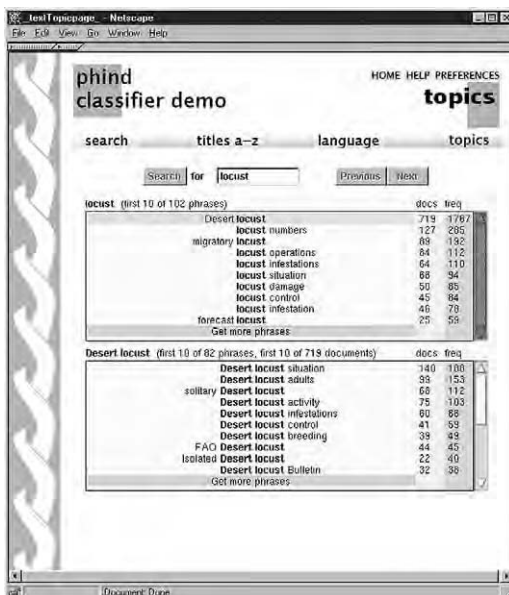 _textTopicpage_ - Netscape
File Edit View Go Window Help
phind
classifier demo
HOME HELP PREFERENCES
topics
search titles a–z language topics
Search for locust Previous Next
locust (first 10 of 102 phrases) docs freq
Desert locust 719 1767
locust numbers 127 265
migratory locust 89 192
locust operations 84 112
locust infestations 64 110
locust situation 68 94
locust damage 50 85
locust control 45 84
locust infestation 46 78
forecast locust 25 59
Get more phrases
Desert locust (first 10 of 82 phrases, first 10 of 719 documents) docs freq
Desert locust situation 140 188
Desert locust adults 99 153
solitary Desert locust 68 112
Desert locust activity 75 103
Desert locust infestations 60 88
Desert locust control 41 59
Desert locust breeding 39 49
FAO Desert locust 44 45
Isolated Desert locust 22 40
Desert locust Bulletin 32 38
Get more phrases
Document: Done